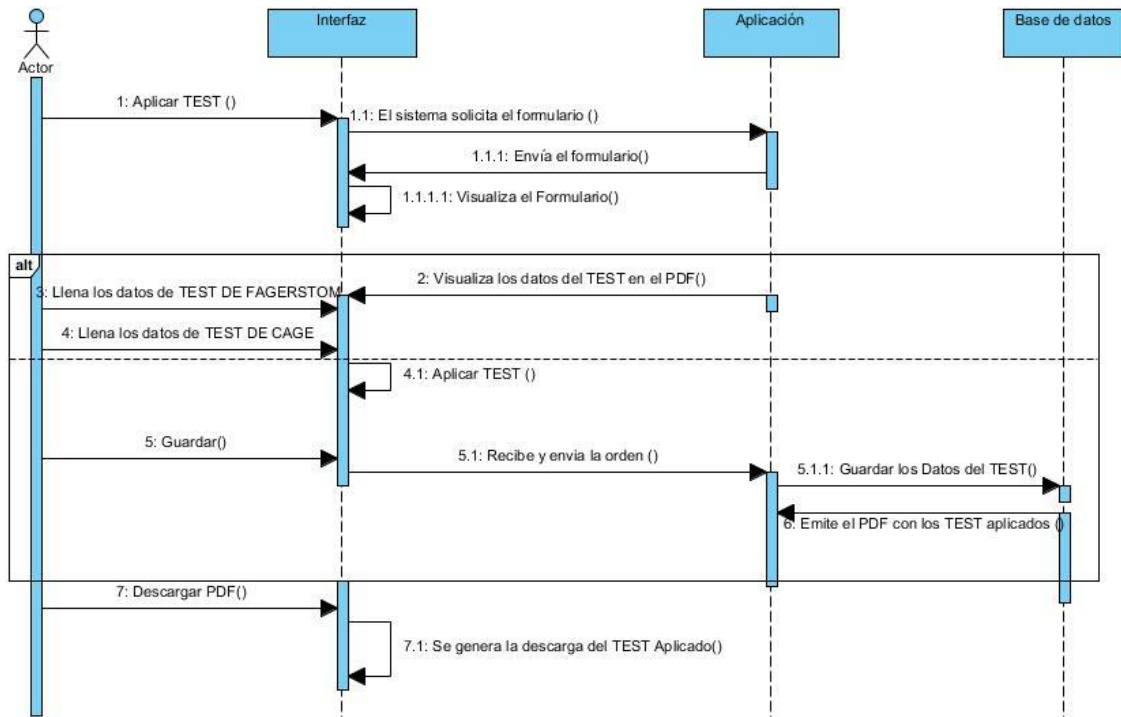 Interfaz
Aplicación
Base de datos
Actor
1: Aplicar TEST ()
1.1: El sistema solicita el formulario ()
1.1.1: Envía el formulario()
1.1.1.1: Visualiza el Formulario()
alt
2: Visualiza los datos del TEST en el PDF()
3: Llena los datos de TEST DE FAGERSTOM
4: Llena los datos de TEST DE CAGE
4.1: Aplicar TEST ()
5: Guardar()
5.1: Recibe y envia la orden ()
5.1.1: Guardar los Datos del TEST()
6: Emite el PDF con los TEST aplicados ()
7: Descargar PDF()
7.1: Se genera la descarga del TEST Aplicado()